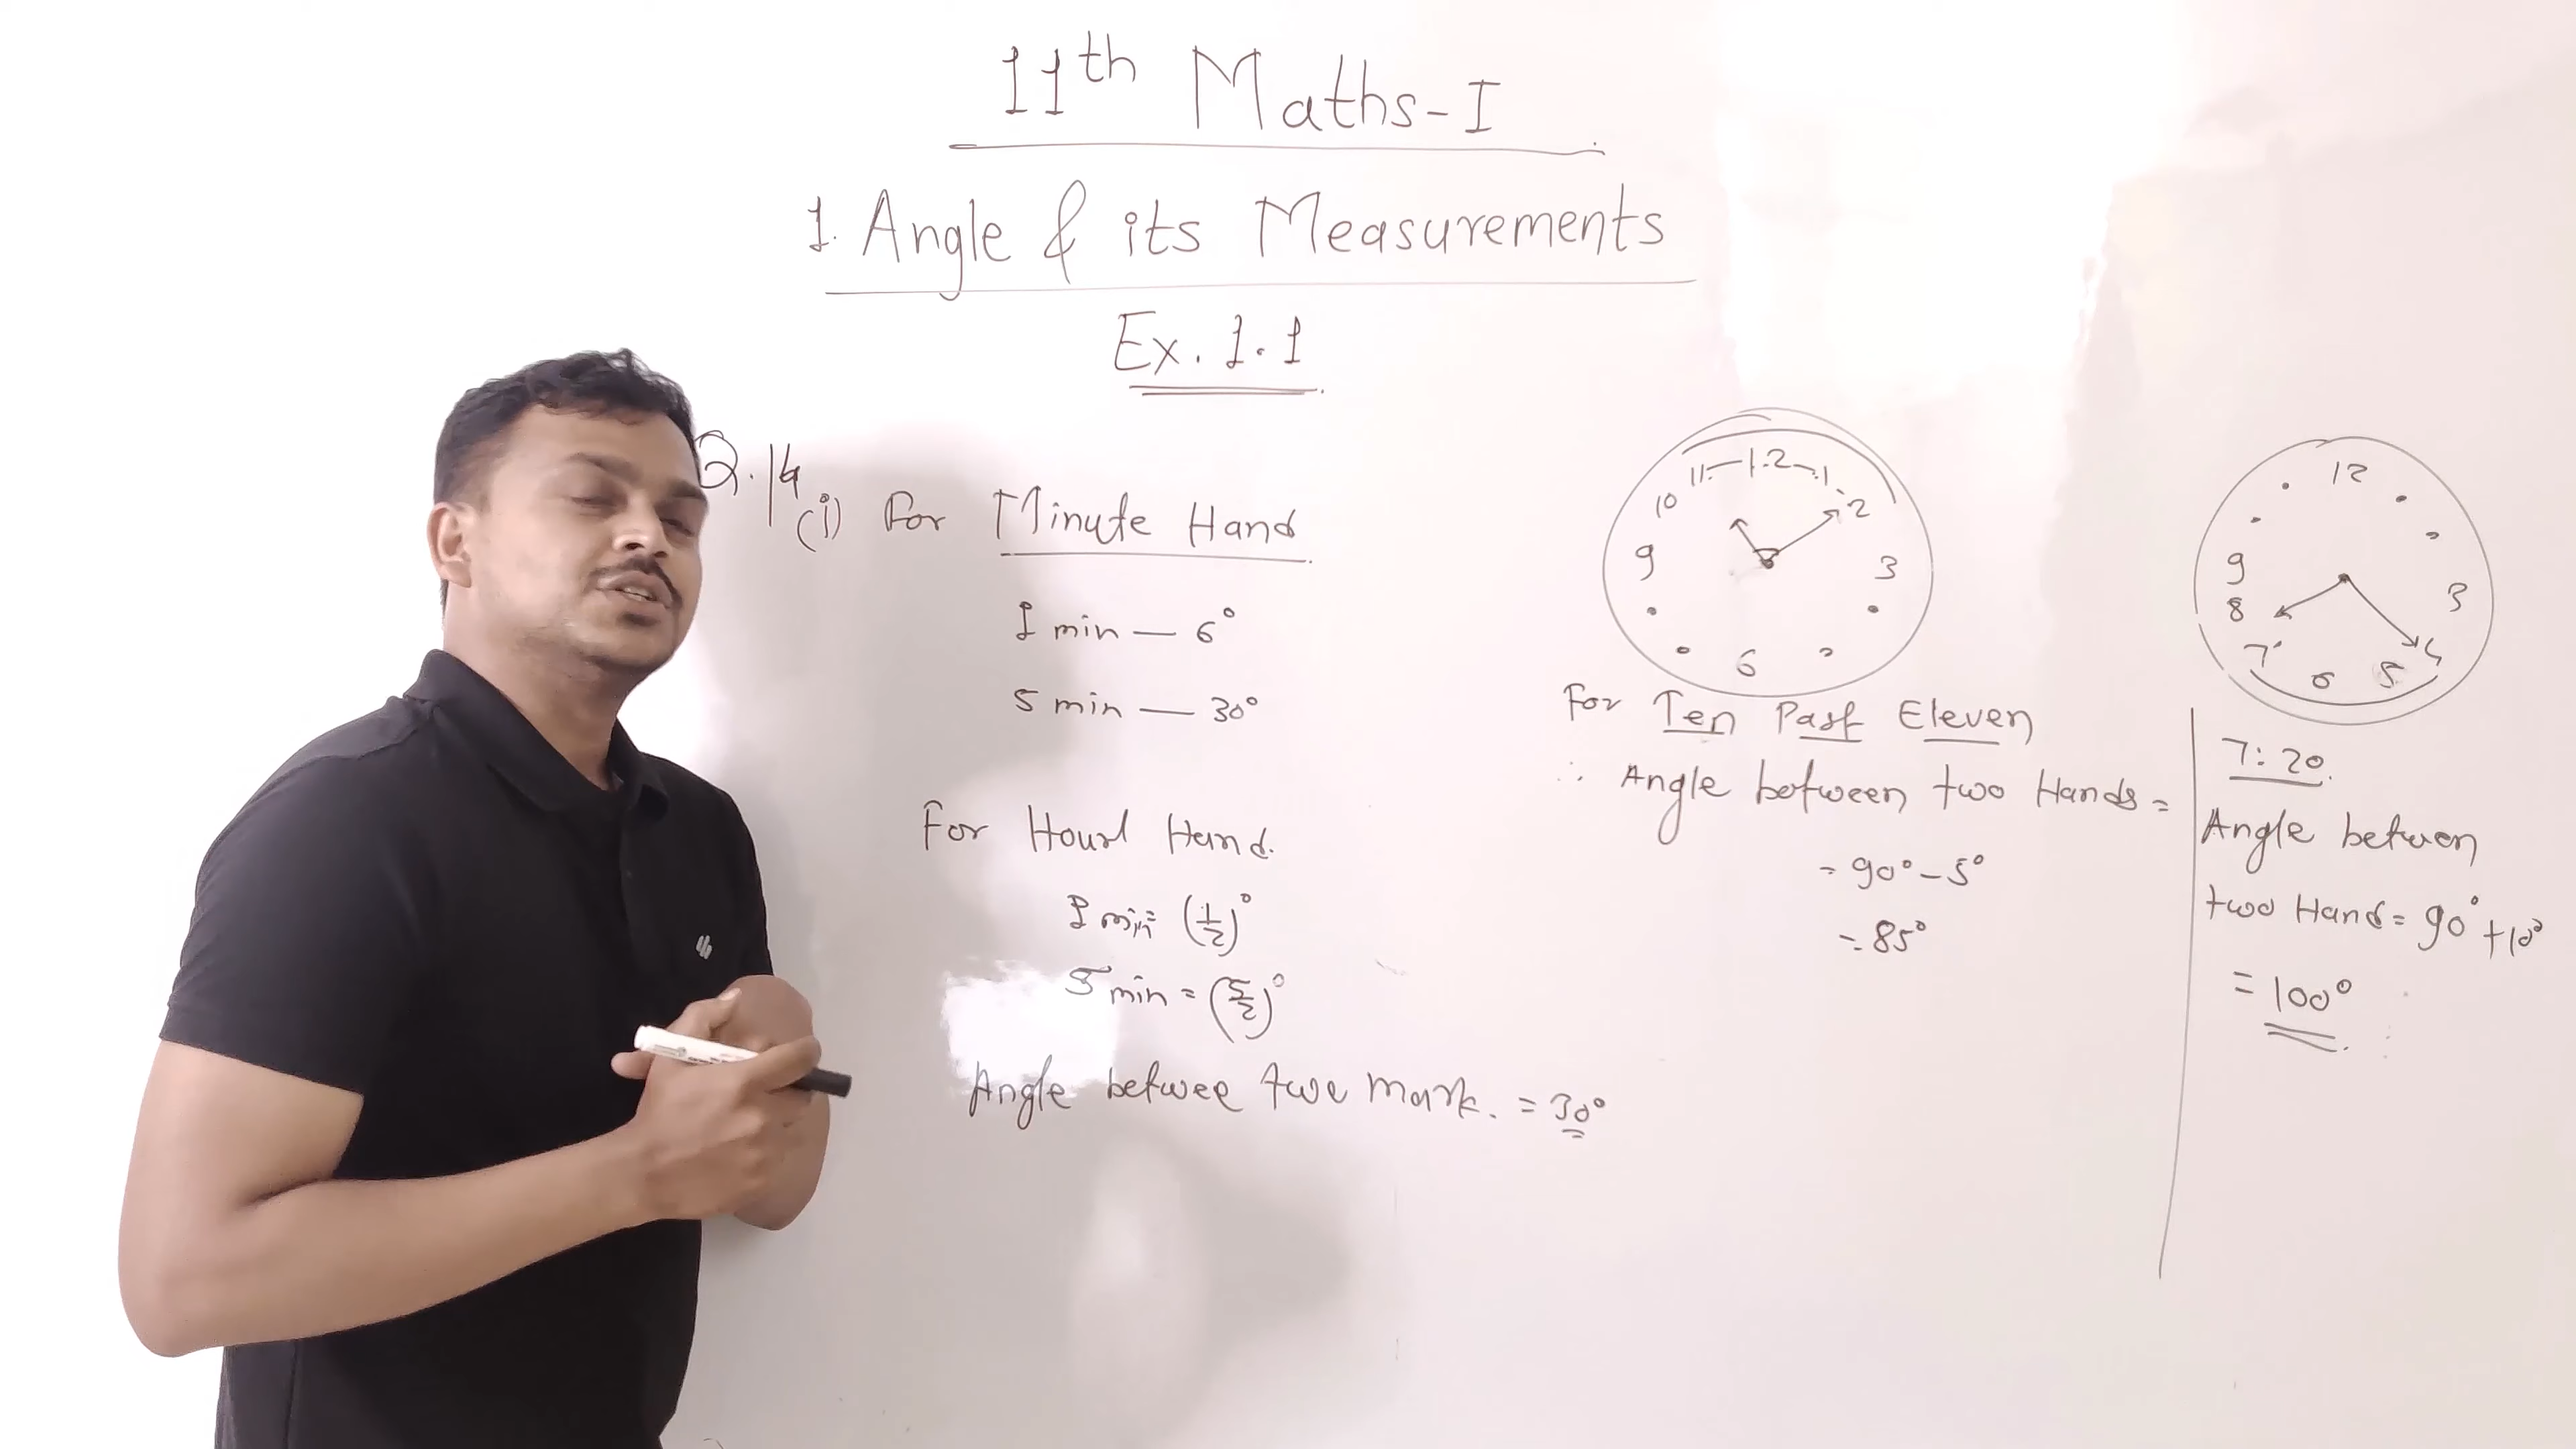 11th Maths-I
1. Angle & its Measurements
Ex. 1.1
Q.14
(i) For Minute Hand
1 min — 6°
5 min — 30°
For Hour Hand.
1 min = (1/2)°
5 min = (5/2)°
Angle betwee two mark. = 30°
11 12 1
10 2
9 3
6
For Ten Past Eleven
∴ Angle between two Hands =
= 90° - 5°
= 85°
12
9 3
8 4
7 6 5
7:20.
Angle between
two Hand = 90° + 10°
= 100°